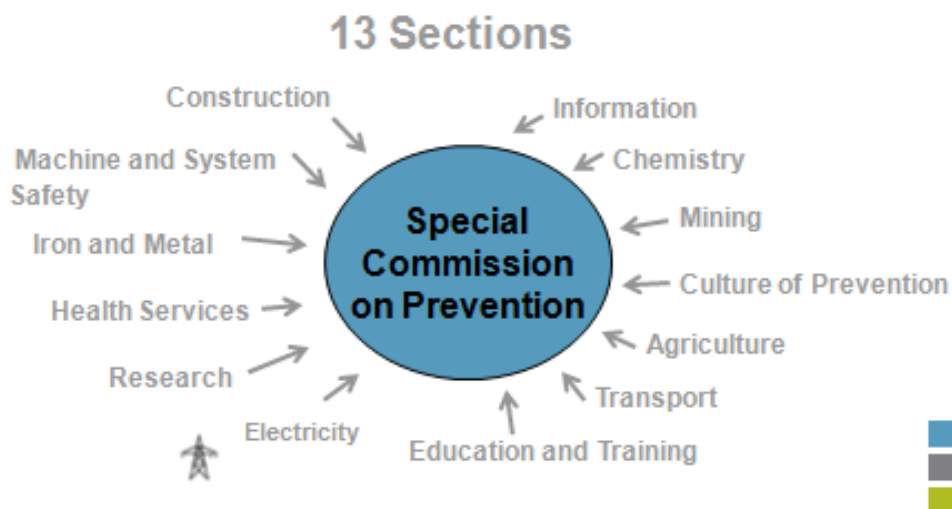 13 Sections
Construction
Information
Machine and System
Safety
Chemistry
Iron and Metal
Mining
Special
Commission
on Prevention
Health Services
Culture of Prevention
Research
Agriculture
Electricity
Transport
Education and Training